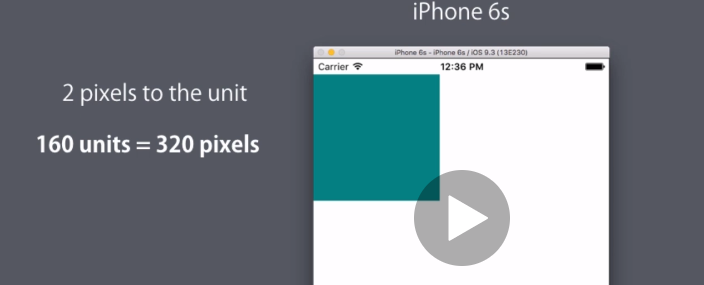 iPhone 6s
iPhone 6s - iPhone 6s / iOS 9.3 (13E230)
Carrier 12:36 PM
2 pixels to the unit
160 units = 320 pixels